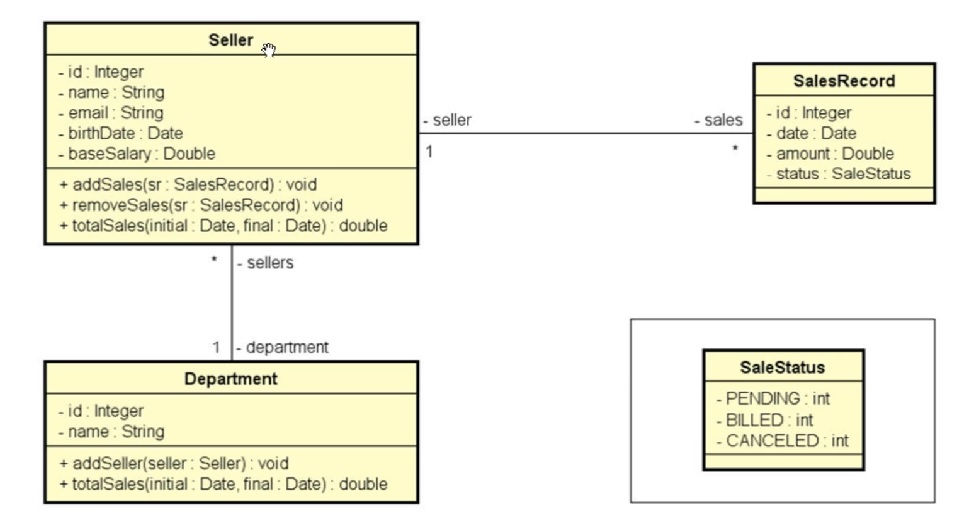 Seller
- id : Integer
- name : String
- email : String
- birthDate : Date
- baseSalary : Double
+ addSales(sr : SalesRecord) : void
+ removeSales(sr : SalesRecord) : void
+ totalSales(initial : Date, final : Date) : double
- seller
1
- sales
*
SalesRecord
- id : Integer
- date : Date
- amount : Double
- status : SaleStatus
*
- sellers
1
- department
Department
- id : Integer
- name : String
+ addSeller(seller : Seller) : void
+ totalSales(initial : Date, final : Date) : double
SaleStatus
- PENDING : int
- BILLED : int
- CANCELED : int